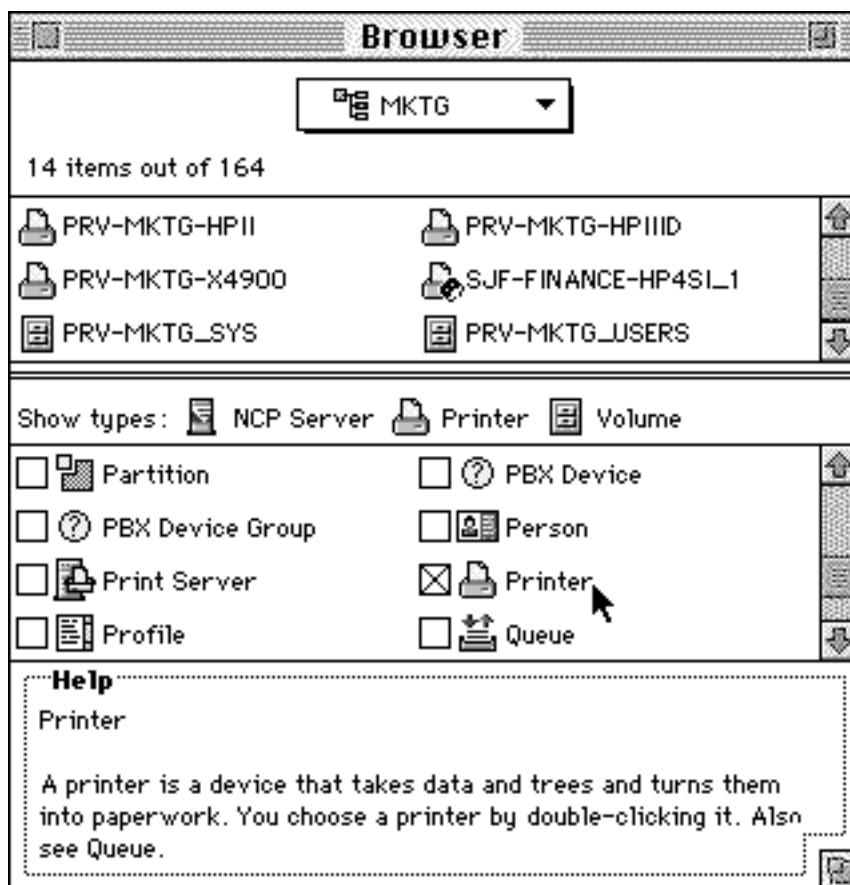 Browser
MKTG
14 items out of 164
PRV-MKTG-HPII PRV-MKTG-HPIIID
PRV-MKTG-X4900 SJF-FINANCE-HP4SI_1
PRV-MKTG_SYS PRV-MKTG_USERS
Show types: NCP Server Printer Volume
Partition PBX Device
PBX Device Group Person
Print Server Printer
Profile Queue
Help
Printer
A printer is a device that takes data and trees and turns them
into paperwork. You choose a printer by double-clicking it. Also
see Queue.